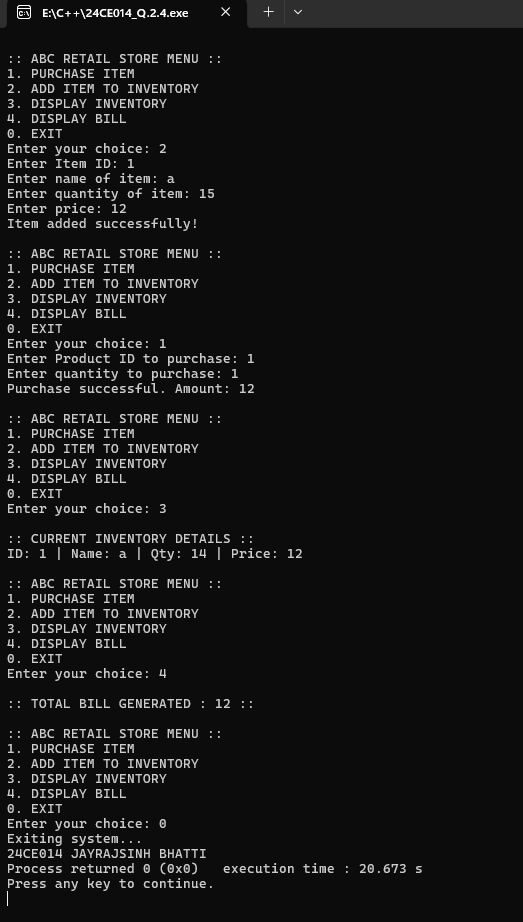 E:\C++\24CE014_Q.2.4.exe
:: ABC RETAIL STORE MENU ::
1. PURCHASE ITEM
2. ADD ITEM TO INVENTORY
3. DISPLAY INVENTORY
4. DISPLAY BILL
0. EXIT
Enter your choice: 2
Enter Item ID: 1
Enter name of item: a
Enter quantity of item: 15
Enter price: 12
Item added successfully!
:: ABC RETAIL STORE MENU ::
1. PURCHASE ITEM
2. ADD ITEM TO INVENTORY
3. DISPLAY INVENTORY
4. DISPLAY BILL
0. EXIT
Enter your choice: 1
Enter Product ID to purchase: 1
Enter quantity to purchase: 1
Purchase successful. Amount: 12
:: ABC RETAIL STORE MENU ::
1. PURCHASE ITEM
2. ADD ITEM TO INVENTORY
3. DISPLAY INVENTORY
4. DISPLAY BILL
0. EXIT
Enter your choice: 3
:: CURRENT INVENTORY DETAILS ::
ID: 1 | Name: a | Qty: 14 | Price: 12
:: ABC RETAIL STORE MENU ::
1. PURCHASE ITEM
2. ADD ITEM TO INVENTORY
3. DISPLAY INVENTORY
4. DISPLAY BILL
0. EXIT
Enter your choice: 4
:: TOTAL BILL GENERATED : 12 ::
:: ABC RETAIL STORE MENU ::
1. PURCHASE ITEM
2. ADD ITEM TO INVENTORY
3. DISPLAY INVENTORY
4. DISPLAY BILL
0. EXIT
Enter your choice: 0
Exiting system...
24CE014 JAYRAJSINH BHATTI
Process returned 0 (0x0)   execution time : 20.673 s
Press any key to continue.